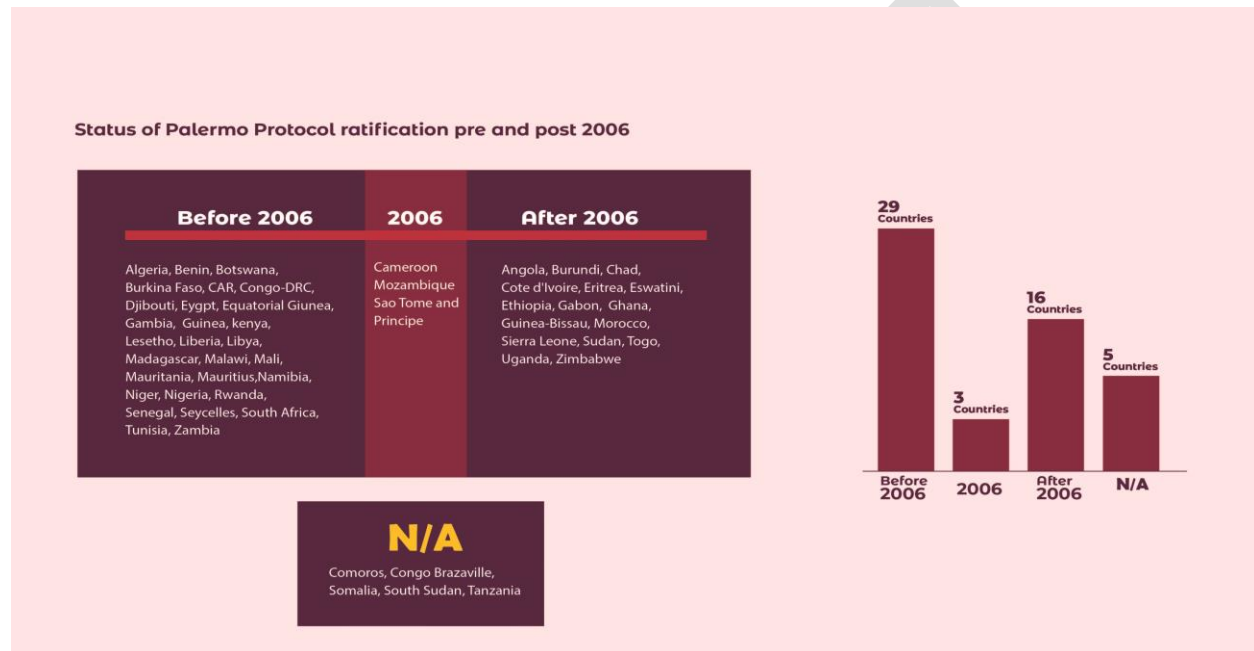 Status of Palermo Protocol ratification pre and post 2006
Before 2006
Algeria, Benin, Botswana,
Burkina Faso, CAR, Congo-DRC,
Djibouti, Eygpt, Equatorial Giunea,
Gambia, Guinea, kenya,
Lesetho, Liberia, Libya,
Madagascar, Malawi, Mali,
Mauritania, Mauritius,Namibia,
Niger, Nigeria, Rwanda,
Senegal, Seycelles, South Africa,
Tunisia, Zambia
2006
Cameroon
Mozambique
Sao Tome and
Principe
After 2006
Angola, Burundi, Chad,
Cote d'Ivoire, Eritrea, Eswatini,
Ethiopia, Gabon, Ghana,
Guinea-Bissau, Morocco,
Sierra Leone, Sudan, Togo,
Uganda, Zimbabwe
N/A
Comoros, Congo Brazaville,
Somalia, South Sudan, Tanzania
29
Countries
3
Countries
16
Countries
5
Countries
Before
2006
2006
After
2006
N/A